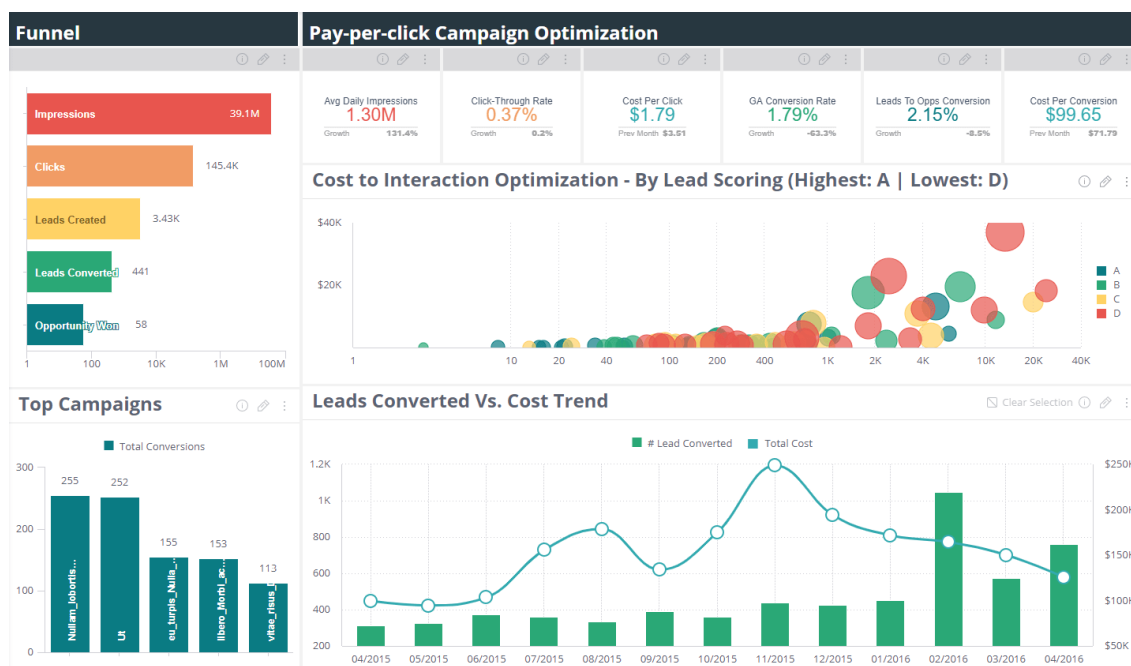 Funnel
Pay-per-click Campaign Optimization
Impressions 39.1M
Clicks 145.4K
Leads Created 3.43K
Leads Converted 441
Opportunity Won 58
1 100 10K 1M 100M
Avg Daily Impressions
1.30M
Growth 131.4%
Click-Through Rate
0.37%
Growth 0.2%
Cost Per Click
$1.79
Prev Month $3.51
GA Conversion Rate
1.79%
Growth -63.3%
Leads To Opps Conversion
2.15%
Growth -8.5%
Cost Per Conversion
$99.65
Prev Month $71.79
Cost to Interaction Optimization - By Lead Scoring (Highest: A | Lowest: D)
$40K
$20K
1 10 20 40 100 200 400 1K 2K 4K 10K 20K 40K
A
B
C
D
Top Campaigns
Total Conversions
300
200
100
0
255
252
155
153
113
Nullam_lobortis...
Ut
eu_turpis_Nulla_...
libero_Morbi_ac...
vitae_risus_
Leads Converted Vs. Cost Trend
Clear Selection
# Lead Converted Total Cost
1.2K
1K
800
600
400
200
$250K
$200K
$150K
$100K
$50K
04/2015 05/2015 06/2015 07/2015 08/2015 09/2015 10/2015 11/2015 12/2015 01/2016 02/2016 03/2016 04/2016